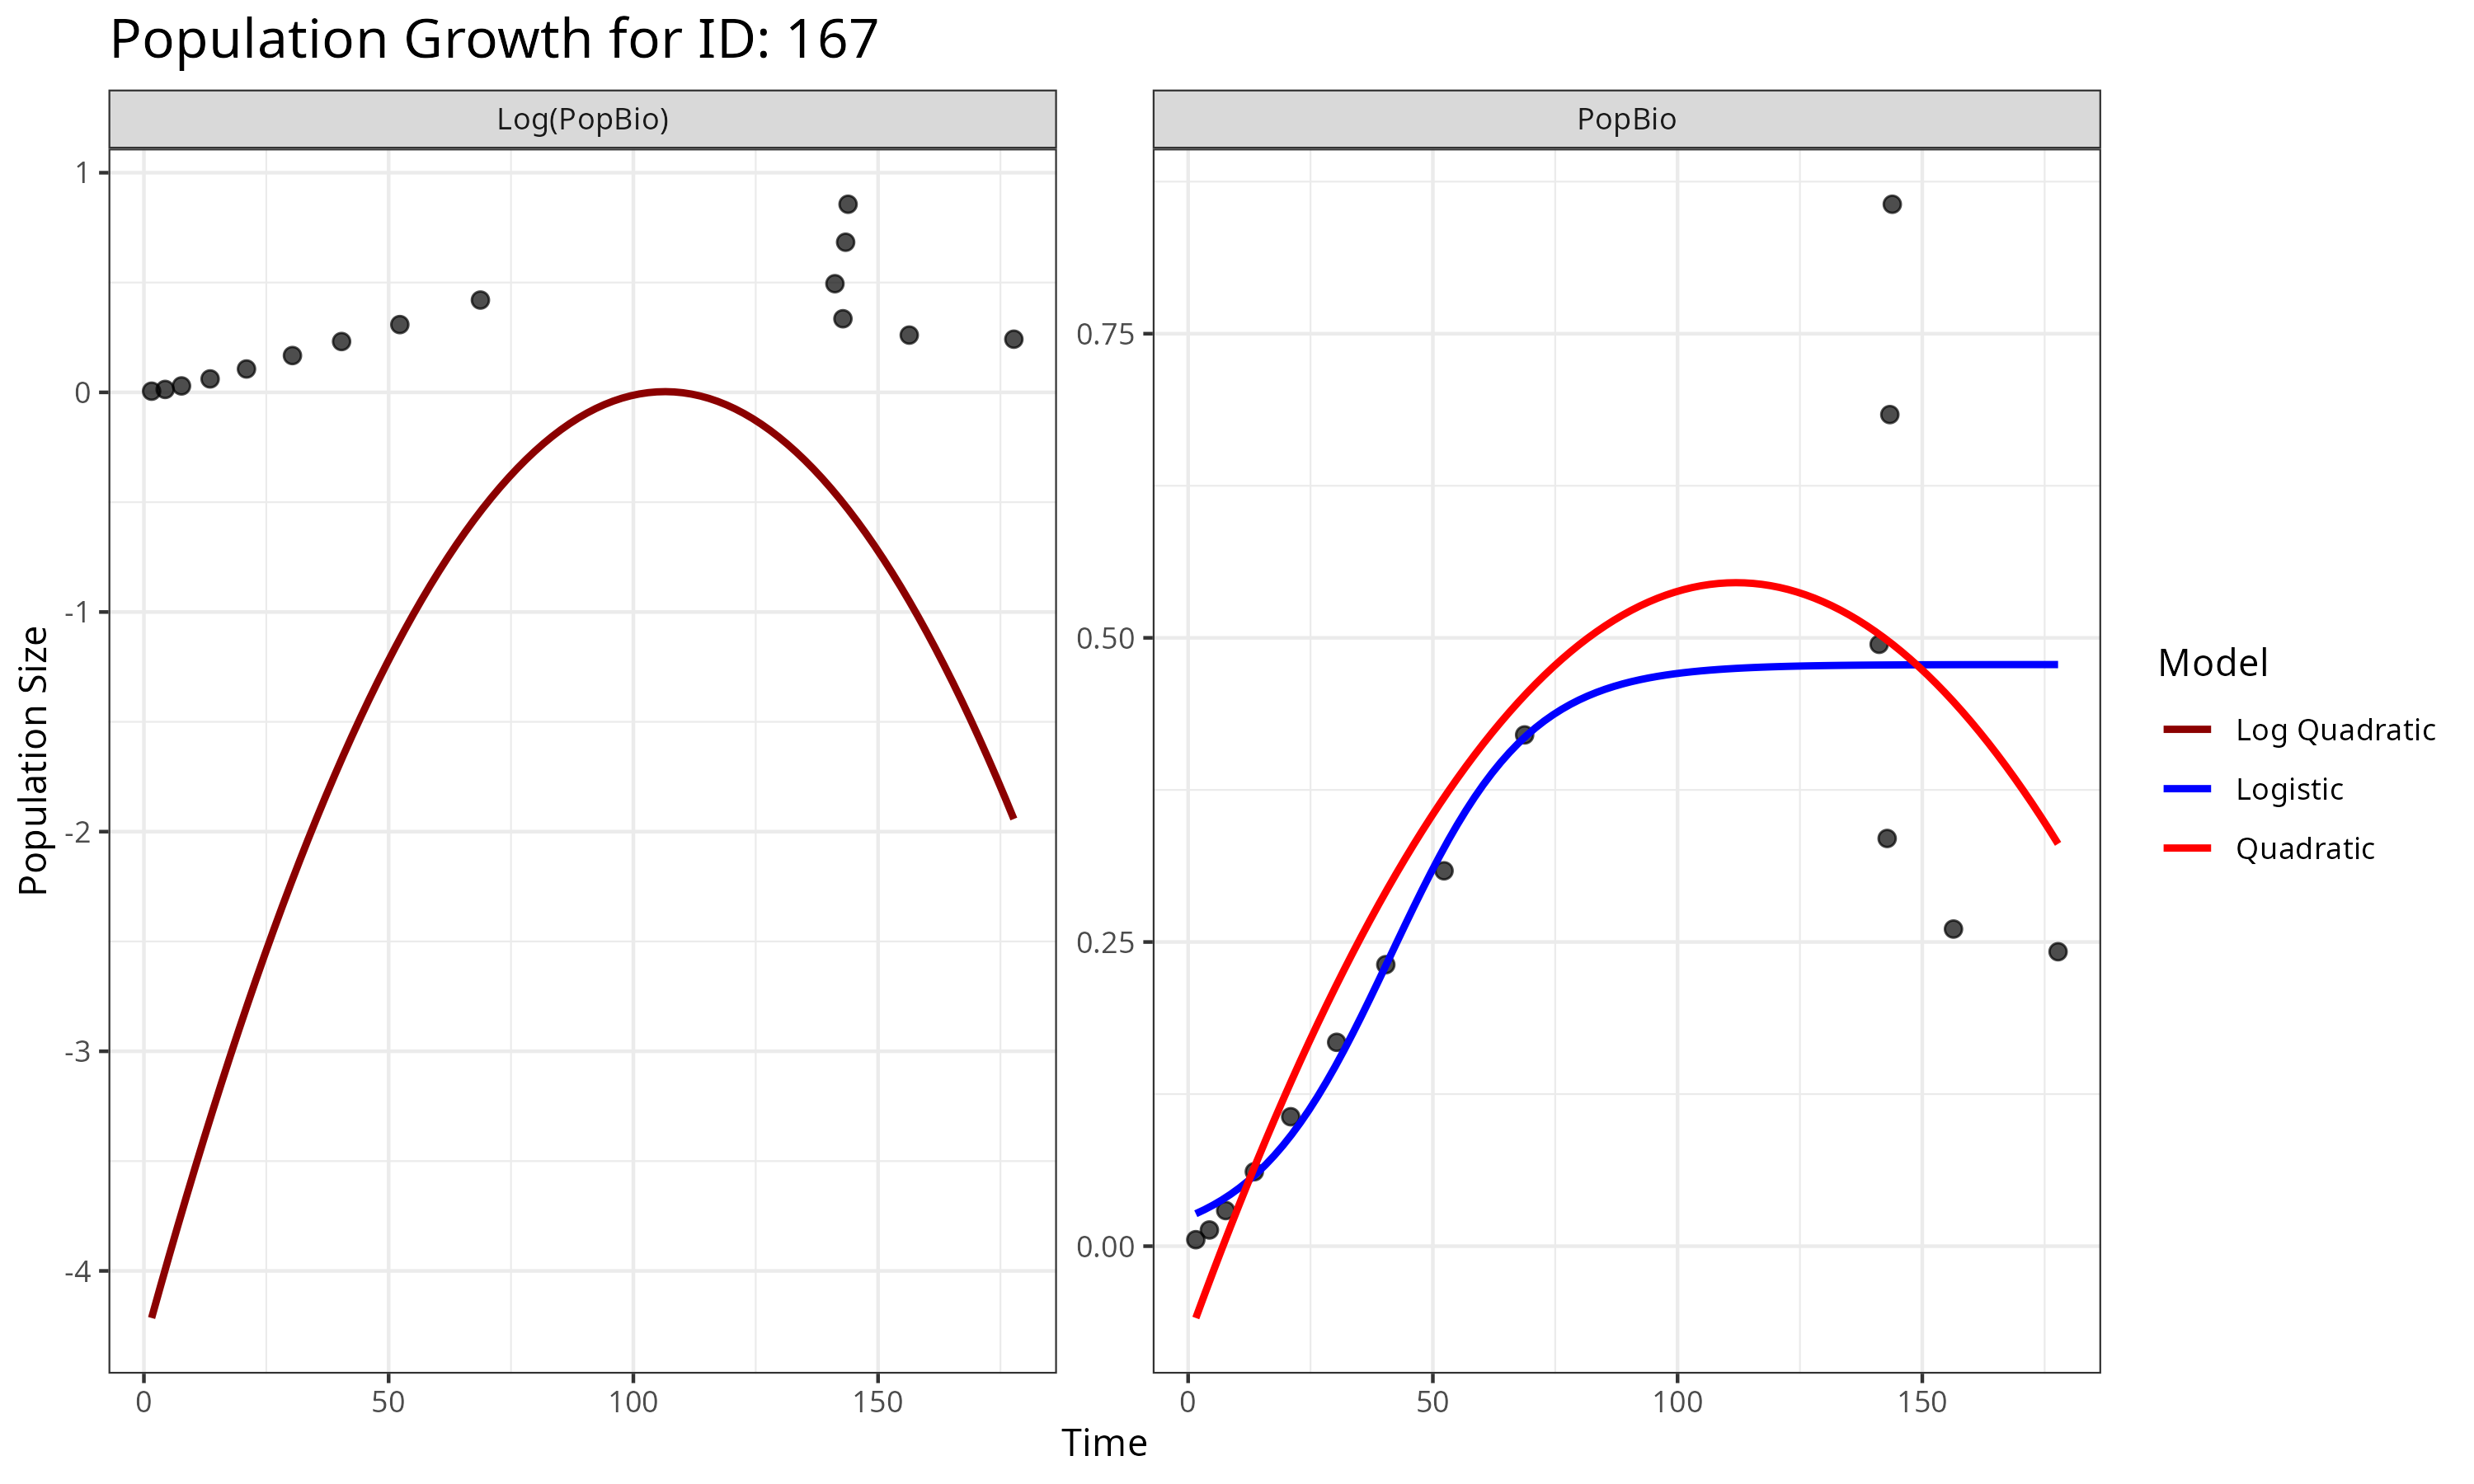 Population Growth for ID: 167
Log(PopBio)
PopBio
1
0
-1
-2
-3
-4
0.75
0.50
0.25
0.00
Population Size
0 50 100 150
0 50 100 150
Time
Model
Log Quadratic
Logistic
Quadratic